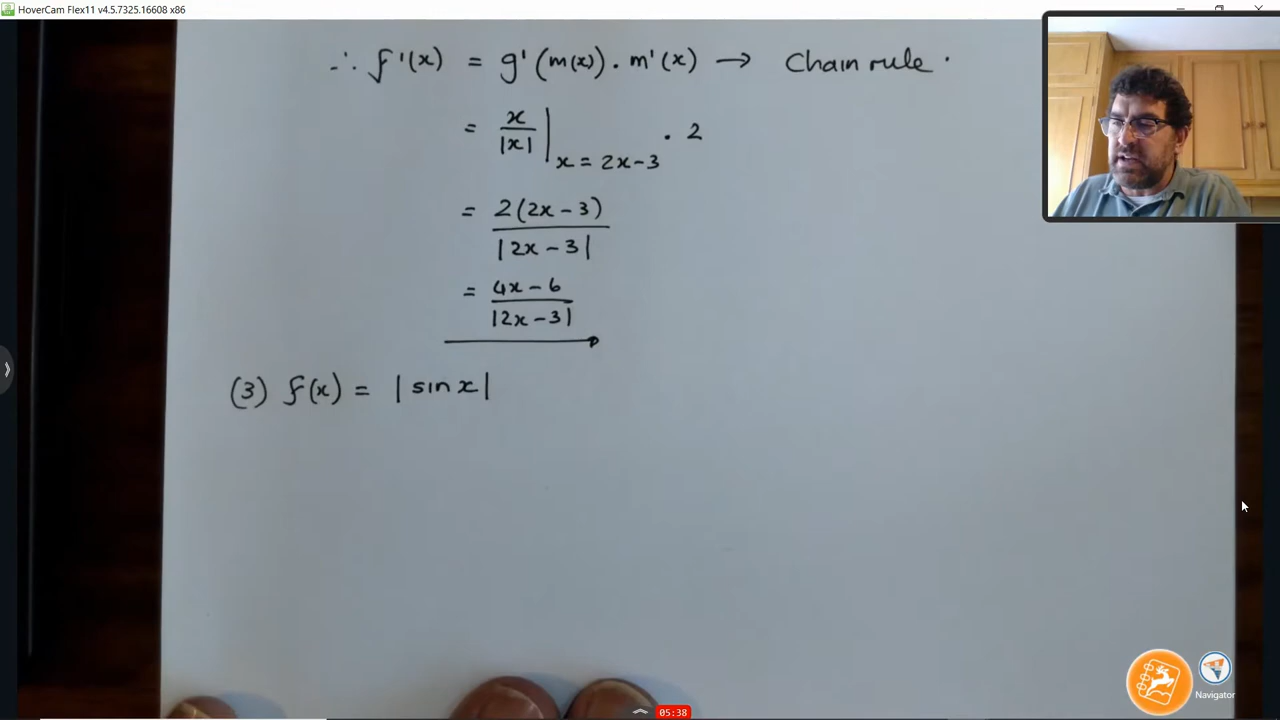 HoverCam Flex11 v4.5.7325.16608 x86
∴ f'(x) = g'(m(x)) . m'(x) → Chain rule .
= x/|x| |x = 2x-3 . 2
= 2(2x - 3)/|2x - 3|
= 4x - 6/|2x - 3|
(3) f(x) = | sin x |
Navigator
05:38